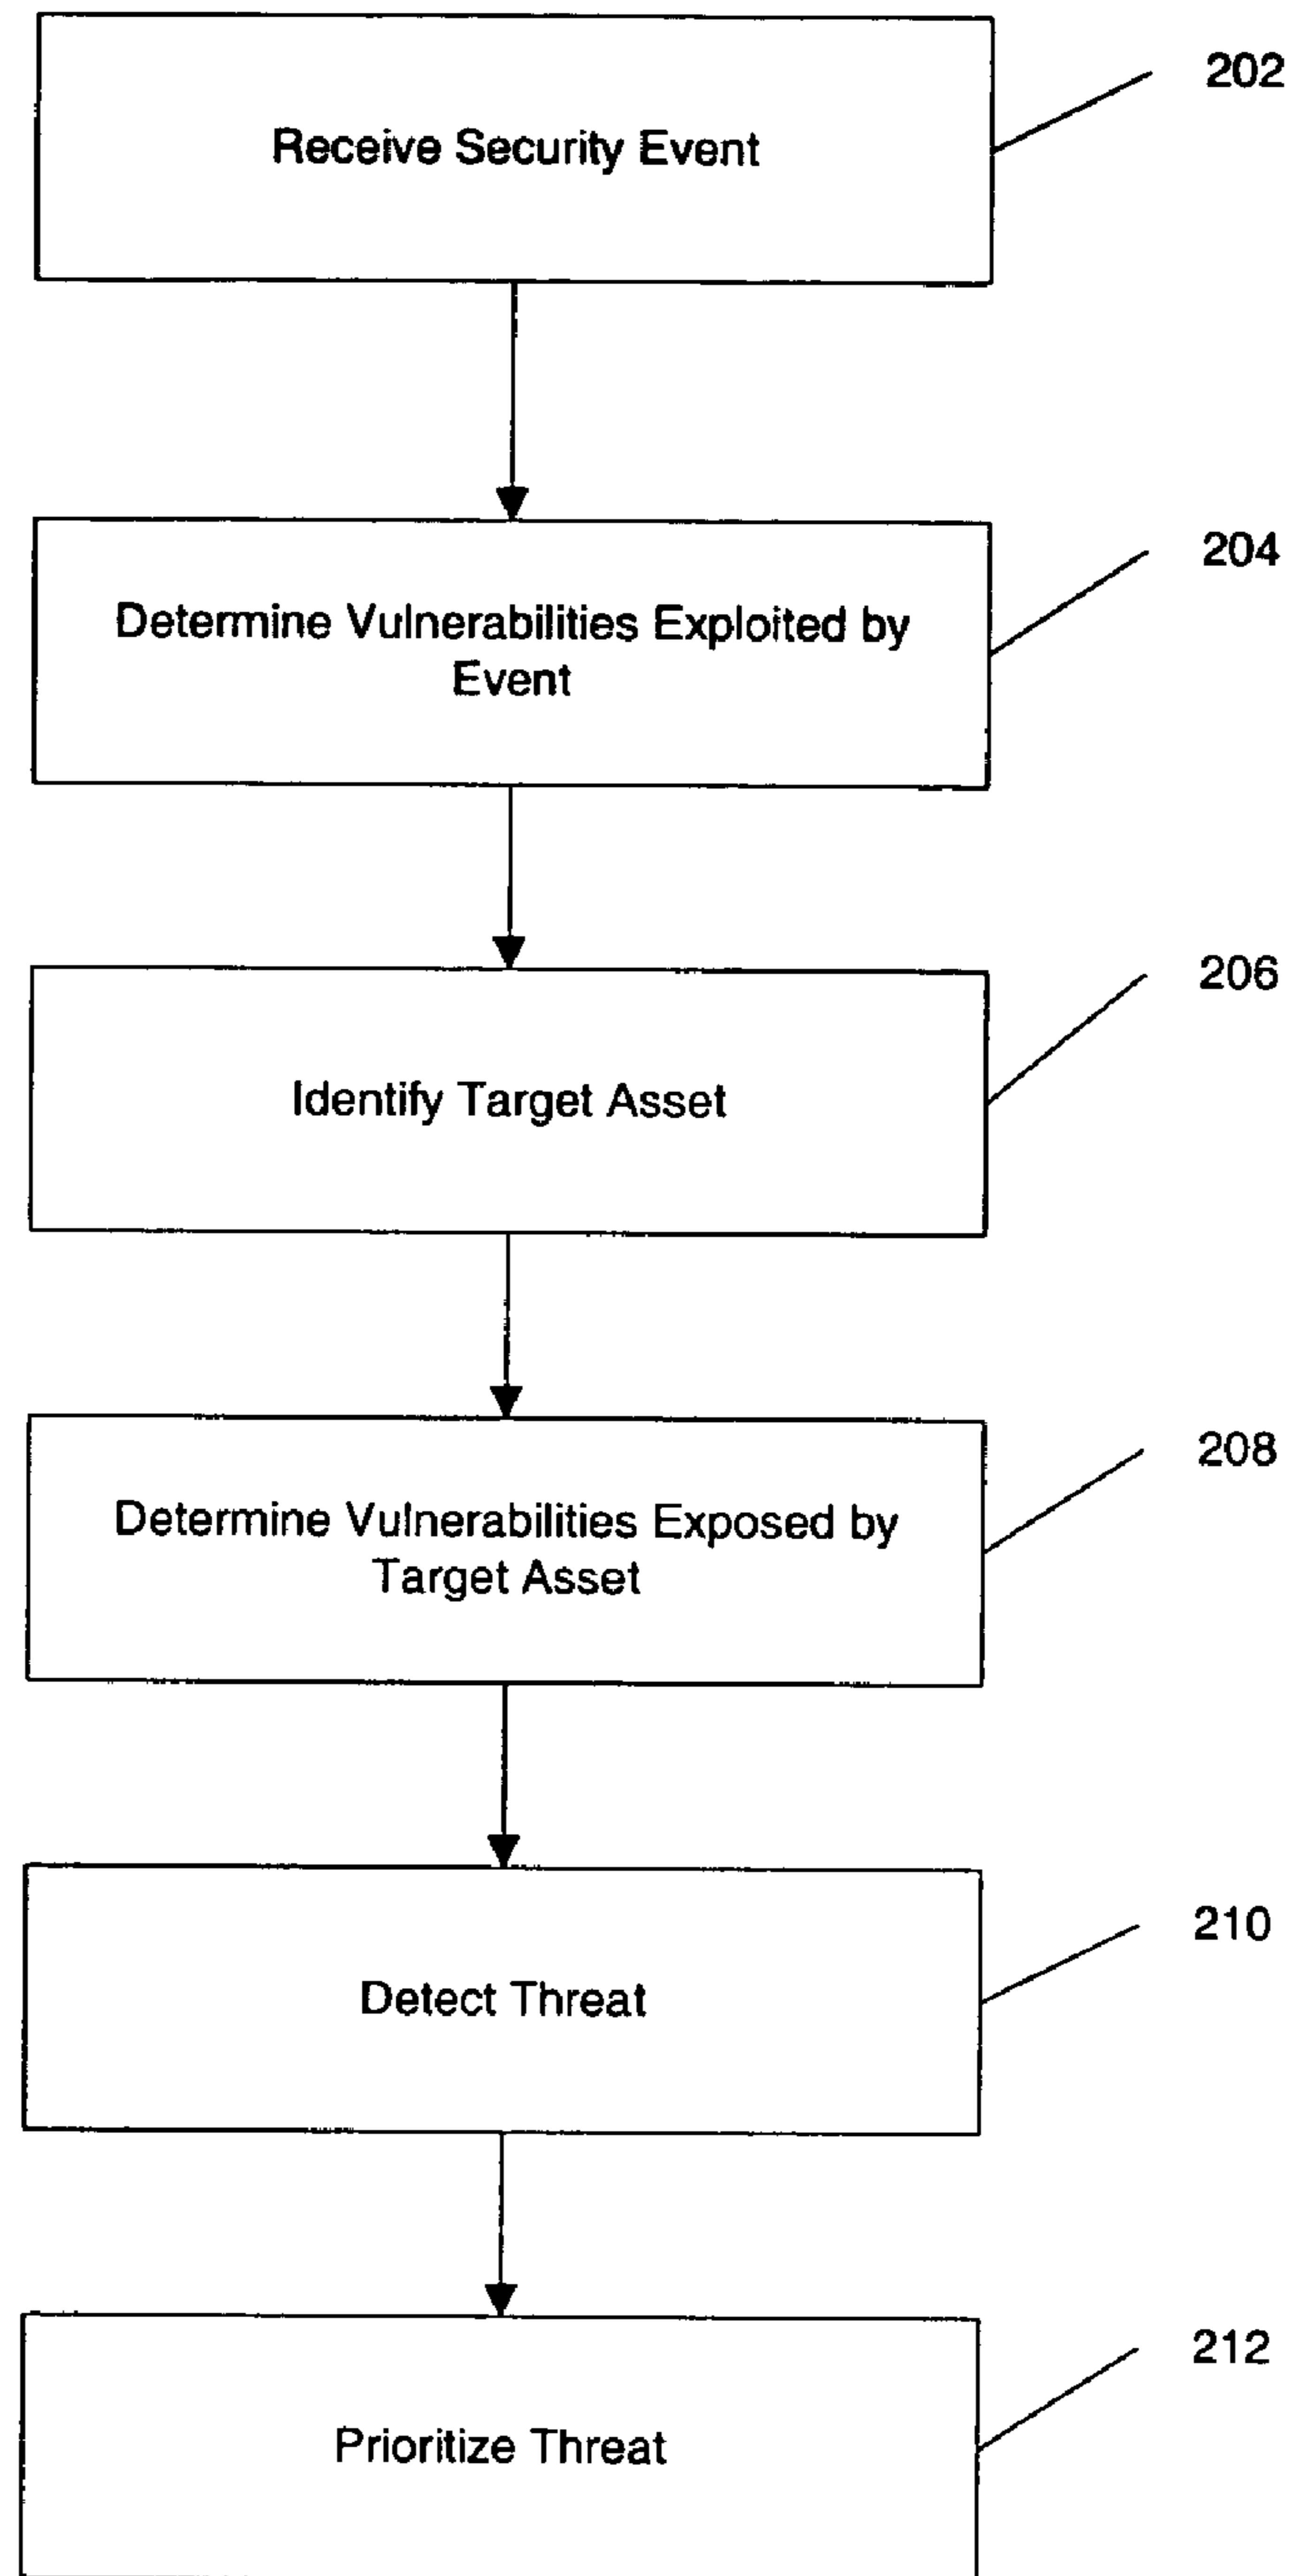 Receive Security Event
202
Determine Vulnerabilities Exploited by
Event
204
Identify Target Asset
206
Determine Vulnerabilities Exposed by
Target Asset
208
Detect Threat
210
Prioritize Threat
212